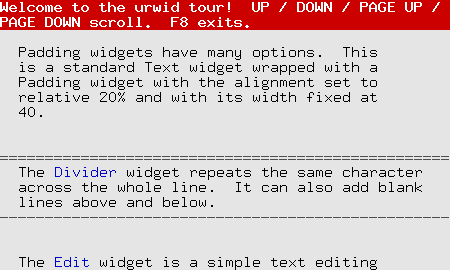 Welcome to the urwid tour!  UP / DOWN / PAGE UP /
PAGE DOWN scroll.  F8 exits.
Padding widgets have many options.  This
is a standard Text widget wrapped with a
Padding widget with the alignment set to
relative 20% and with its width fixed at
40.
==================================================
The Divider widget repeats the same character
across the whole line.  It can also add blank
lines above and below.
__________________________________________________
The Edit widget is a simple text editing